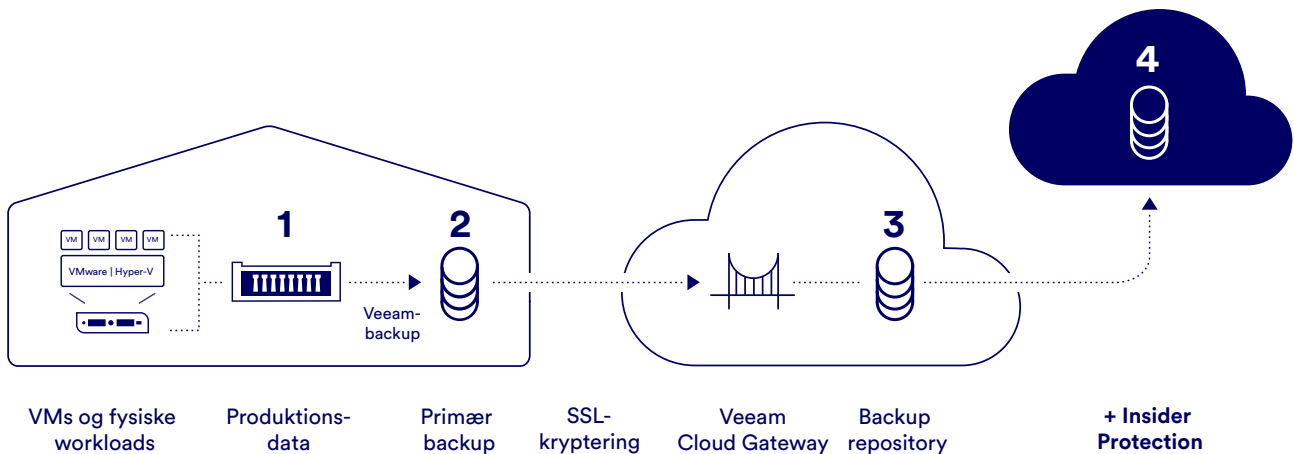 4
1
2
3
VM VM VM VM
VMware | Hyper-V
Veeam-
backup
VMs og fysiske
workloads
Produktions-
data
Primær
backup
SSL-
kryptering
Veeam
Cloud Gateway
Backup
repository
+ Insider
Protection